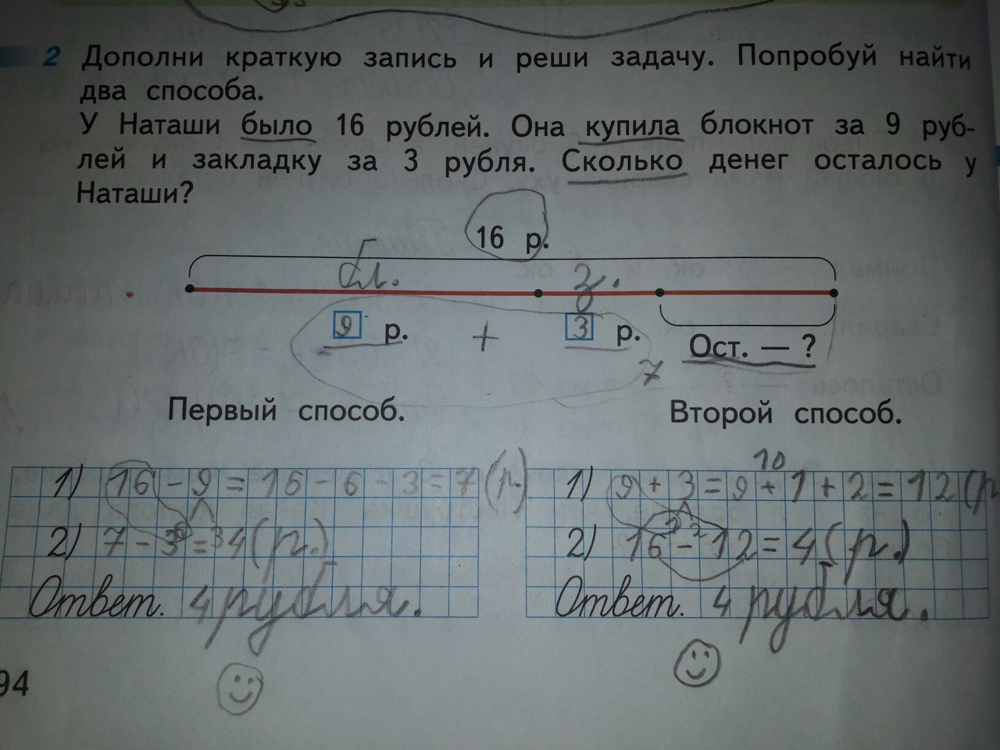 2 Дополни краткую запись и реши задачу. Попробуй найти
два способа.
У Наташи было 16 рублей. Она купила блокнот за 9 руб-
лей и закладку за 3 рубля. Сколько денег осталось у
Наташи?
16 р.
бл. з.
9 р. + 3 р. Ост. — ?
7
Первый способ. Второй способ.
1) 16 - 9 = 16 - 6 - 3 = 7 (р.)
2) 7 - 3 = 4 (р.)
Ответ. 4 рубля.
10
1) 9 + 3 = 9 + 1 + 2 = 12 (р
2) 16 - 12 = 4 (р.)
Ответ. 4 рубля.
94